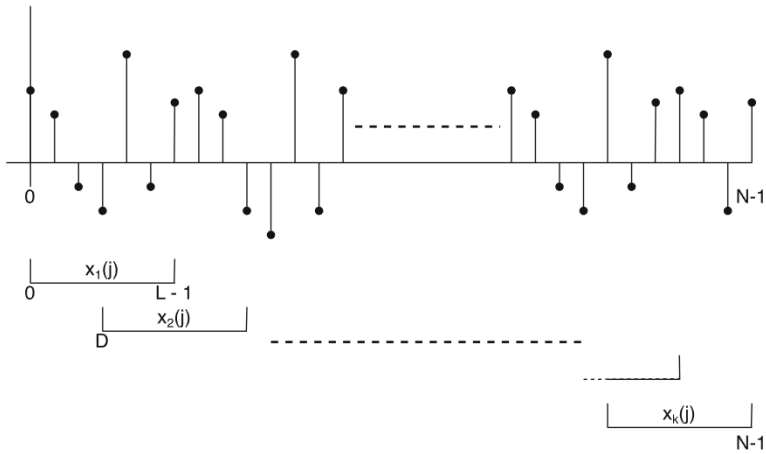 0 N-1
x₁(j)
0 L - 1
x₂(j)
D
xₖ(j)
N-1